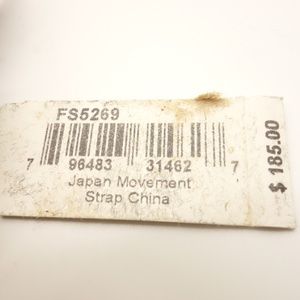 FS5269
7 96483 31462 7
Japan Movement
Strap China
$ 185.00